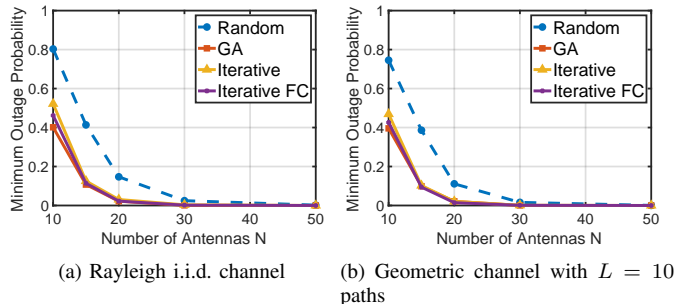 Minimum Outage Probability
1
0.8
0.6
0.4
0.2
0
10 20 30 40 50
Number of Antennas N
Random
GA
Iterative
Iterative FC
(a) Rayleigh i.i.d. channel
Minimum Outage Probability
1
0.8
0.6
0.4
0.2
0
10 20 30 40 50
Number of Antennas N
Random
GA
Iterative
Iterative FC
(b) Geometric channel with L = 10
paths